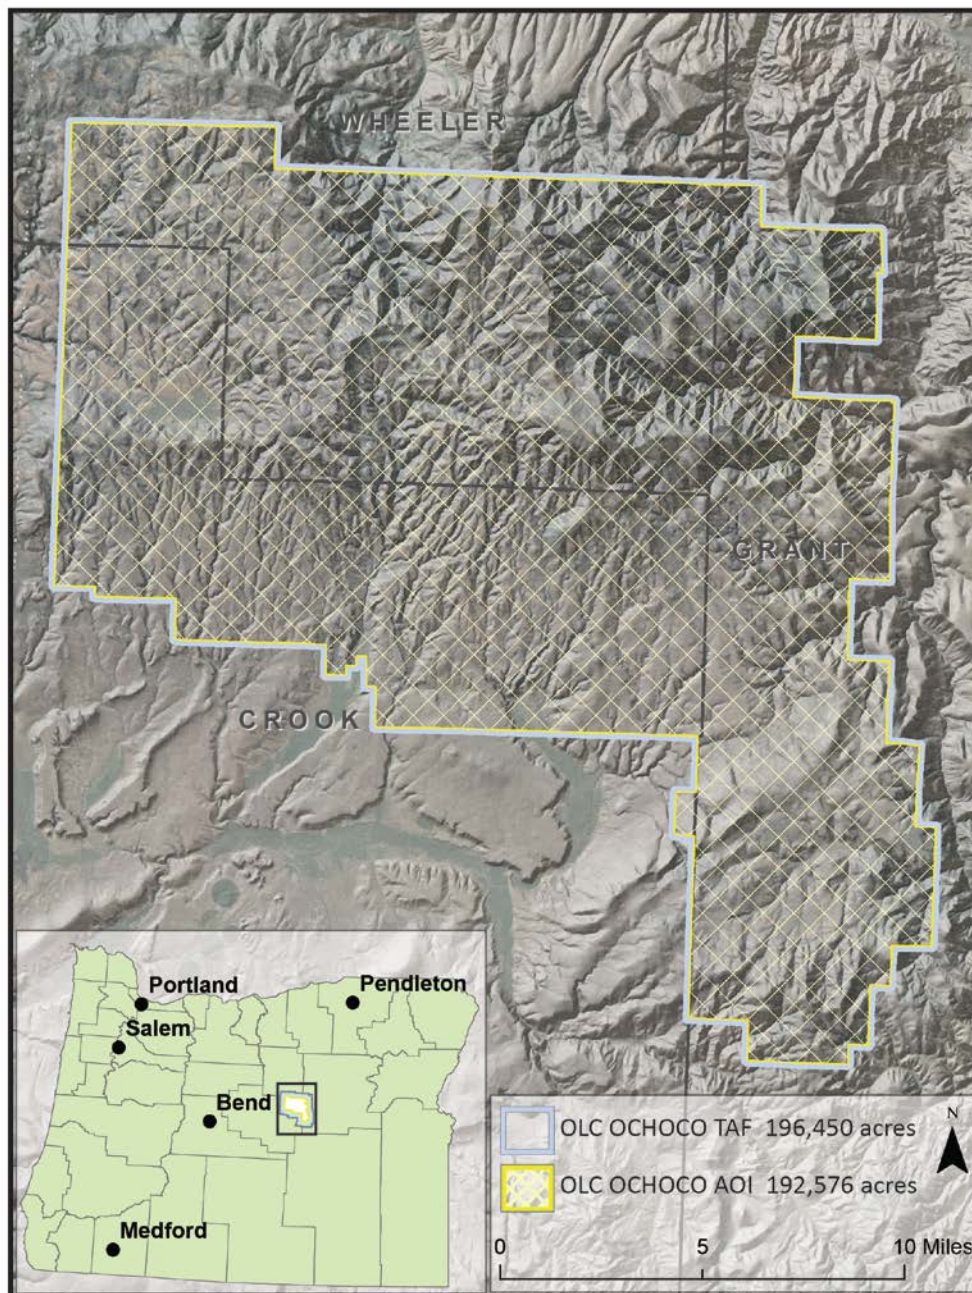 WHEELER
GRANT
CROOK
Portland
Pendleton
Salem
Bend
Medford
OLC OCHOCO TAF 196,450 acres
OLC OCHOCO AOI 192,576 acres
N
0 5 10 Miles